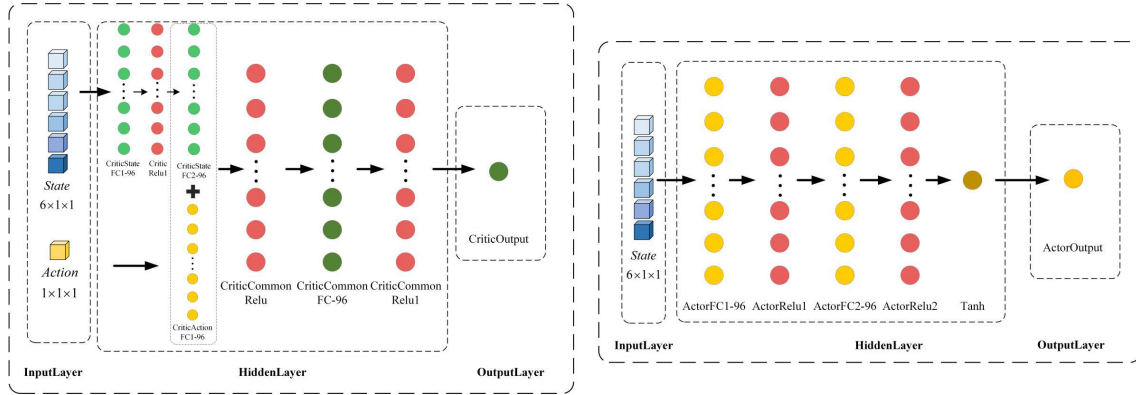 CriticState
FC1-96
Critic
Relu1
CriticState
FC2-96
State
6×1×1
Action
1×1×1
CriticAction
FC1-96
CriticCommon
Relu
CriticCommon
FC-96
CriticCommon
Relu1
CriticOutput
InputLayer
HiddenLayer
OutputLayer
State
6×1×1
ActorFC1-96
ActorRelu1
ActorFC2-96
ActorRelu2
Tanh
ActorOutput
InputLayer
HiddenLayer
OutputLayer